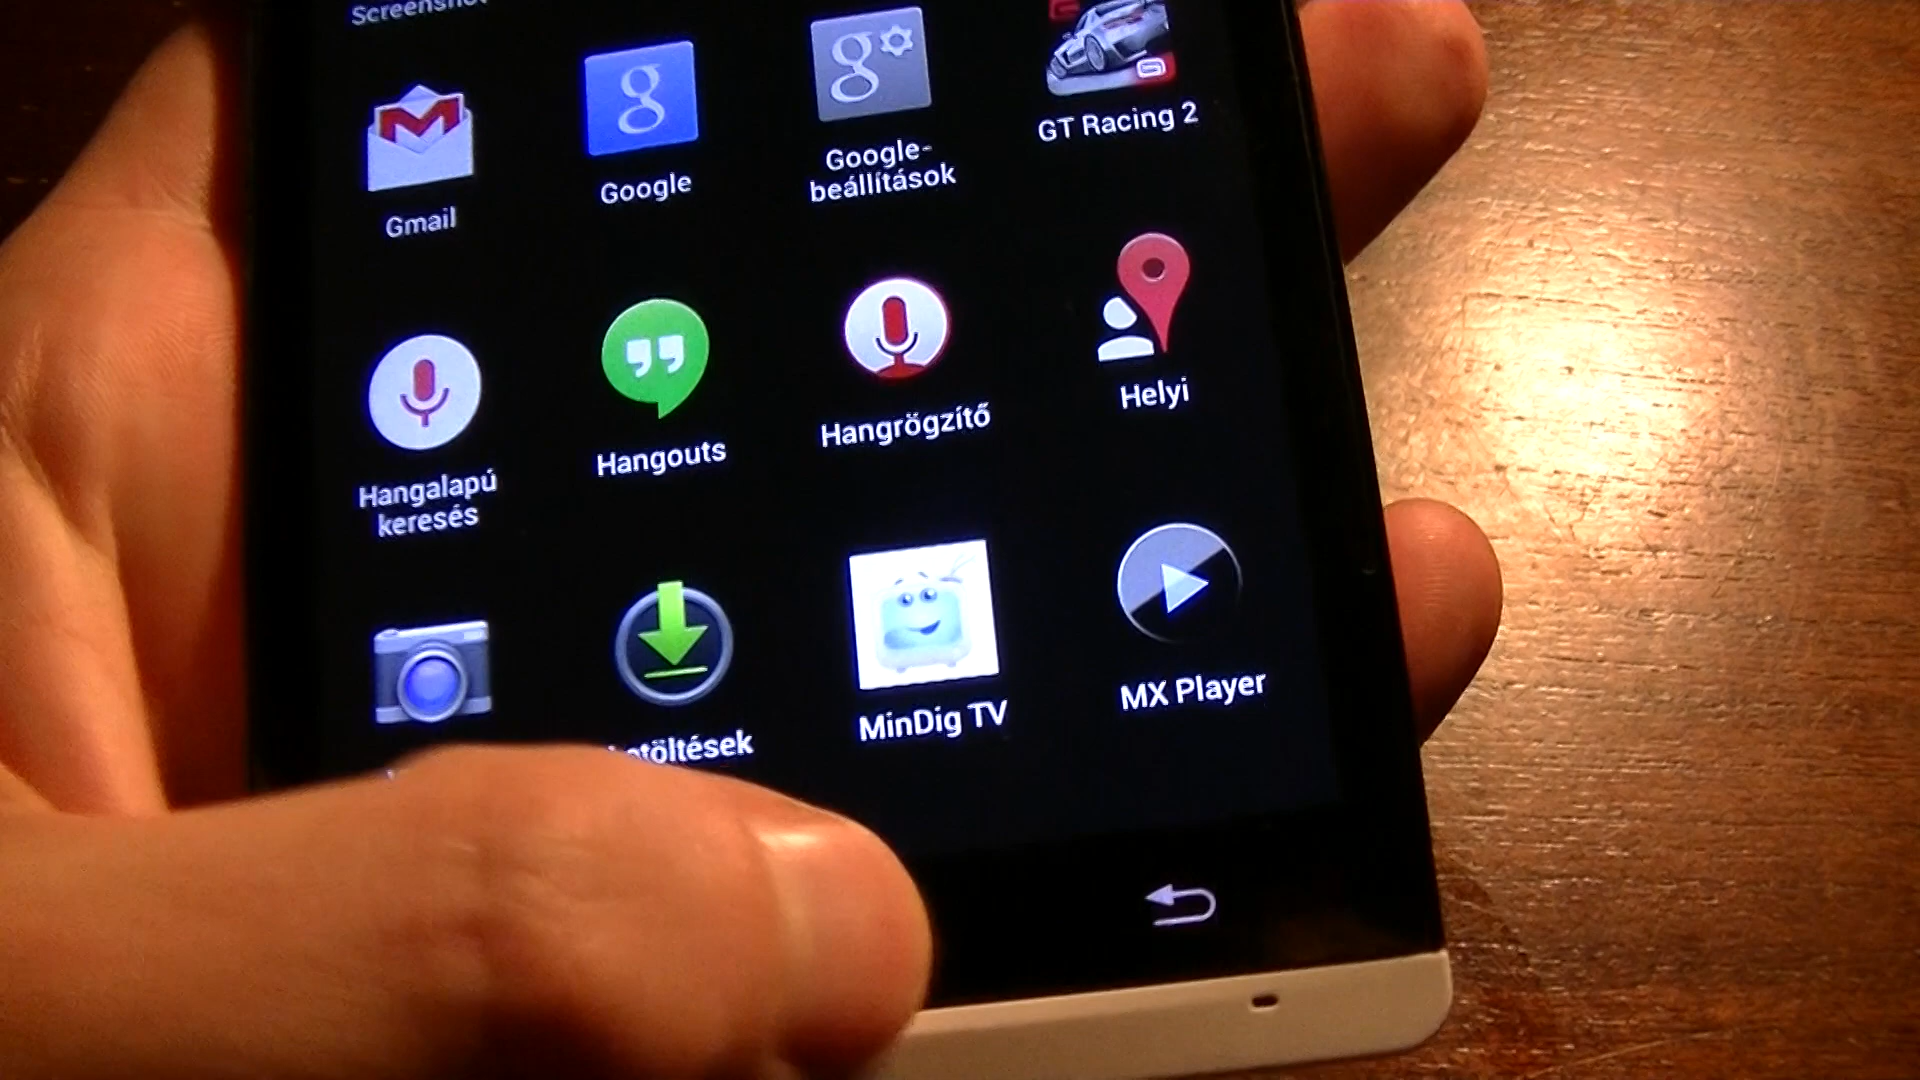 Gmail
Google
Google-
beállítások
GT Racing 2
Hangalapú
keresés
Hangouts
Hangrögzítő
Helyi
MinDig TV
MX Player